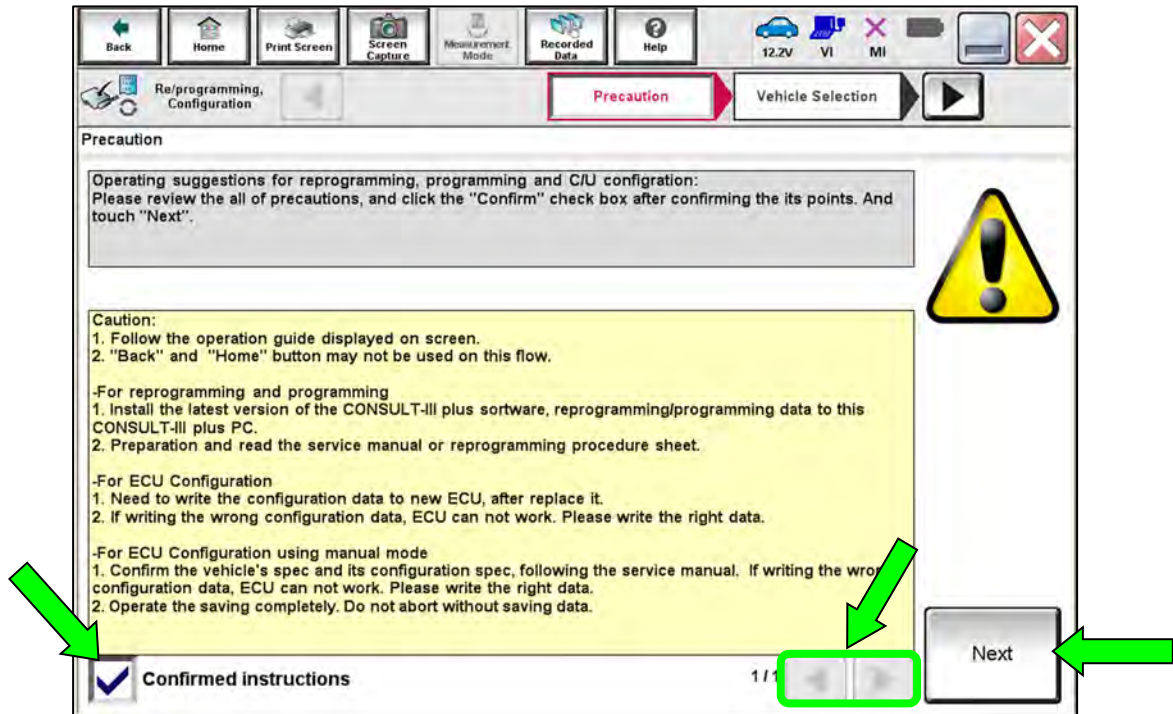 Back
Home
Print Screen
Screen
Capture
Measurement
Mode
Recorded
Data
Help
12.2V
VI
MI
Re/programming,
Configuration
Precaution
Vehicle Selection
Precaution
Operating suggestions for reprogramming, programming and C/U configration:
Please review the all of precautions, and click the "Confirm" check box after confirming the its points. And
touch "Next".
Caution:
1. Follow the operation guide displayed on screen.
2. "Back" and "Home" button may not be used on this flow.
-For reprogramming and programming
1. Install the latest version of the CONSULT-III plus sortware, reprogramming/programming data to this
CONSULT-III plus PC.
2. Preparation and read the service manual or reprogramming procedure sheet.
-For ECU Configuration
1. Need to write the configuration data to new ECU, after replace it.
2. If writing the wrong configuration data, ECU can not work. Please write the right data.
-For ECU Configuration using manual mode
1. Confirm the vehicle's spec and its configuration spec, following the service manual. If writing the
configuration data, ECU can not work. Please write the right data.
2. Operate the saving completely. Do not abort without saving data.
Confirmed instructions
1/1
Next